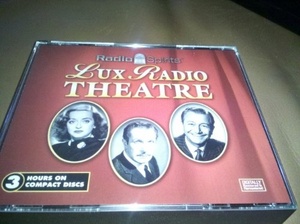 Radio Spirits
Lux Radio
THEATRE
3 HOURS ON
COMPACT DISCS